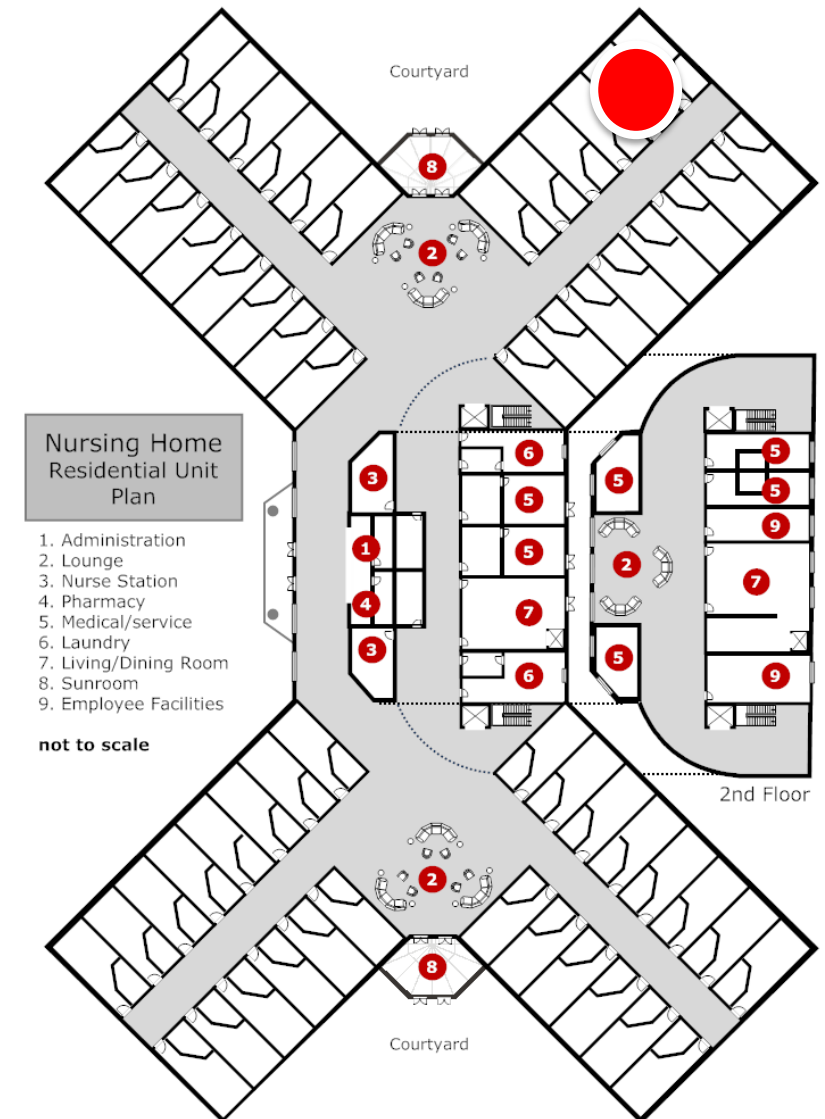 Courtyard
8
2
Nursing Home
Residential Unit
Plan
1. Administration
2. Lounge
3. Nurse Station
4. Pharmacy
5. Medical/service
6. Laundry
7. Living/Dining Room
8. Sunroom
9. Employee Facilities
not to scale
3
1
4
3
6
5
5
7
6
5
2
5
5
5
9
7
9
2nd Floor
2
8
Courtyard